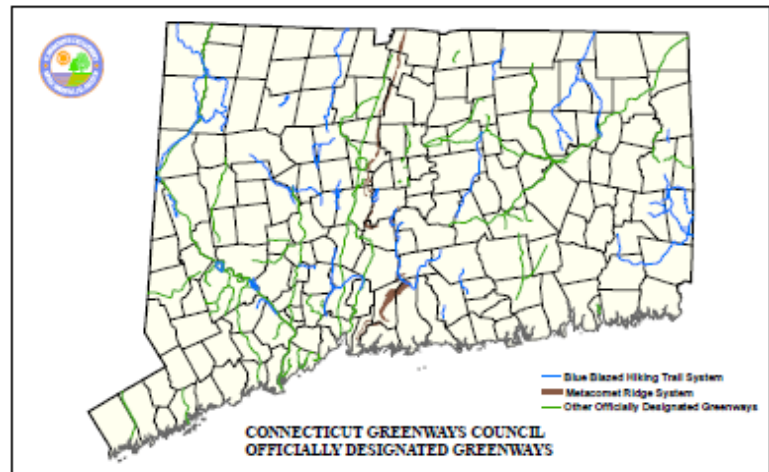 Blue Blazed Hiking Trail System
Metacomet Ridge System
Other Officially Designated Greenways
CONNECTICUT GREENWAYS COUNCIL
OFFICIALLY DESIGNATED GREENWAYS